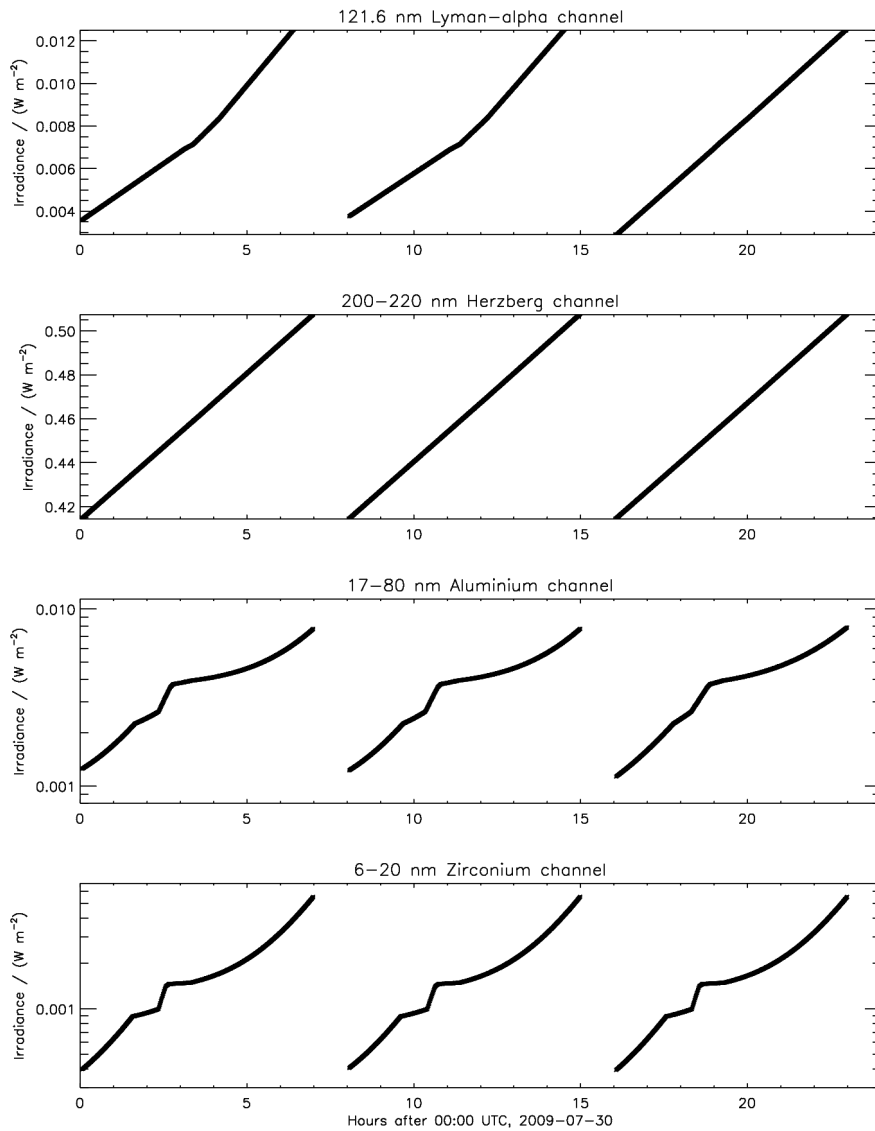 121.6 nm Lyman-alpha channel
Irradiance / (W m⁻²)
0.012
0.010
0.008
0.006
0.004
0 5 10 15 20
200-220 nm Herzberg channel
Irradiance / (W m⁻²)
0.50
0.48
0.46
0.44
0.42
0 5 10 15 20
17-80 nm Aluminium channel
Irradiance / (W m⁻²)
0.010
0.001
0 5 10 15 20
6-20 nm Zirconium channel
Irradiance / (W m⁻²)
0.001
0 5 10 15 20
Hours after 00:00 UTC, 2009-07-30